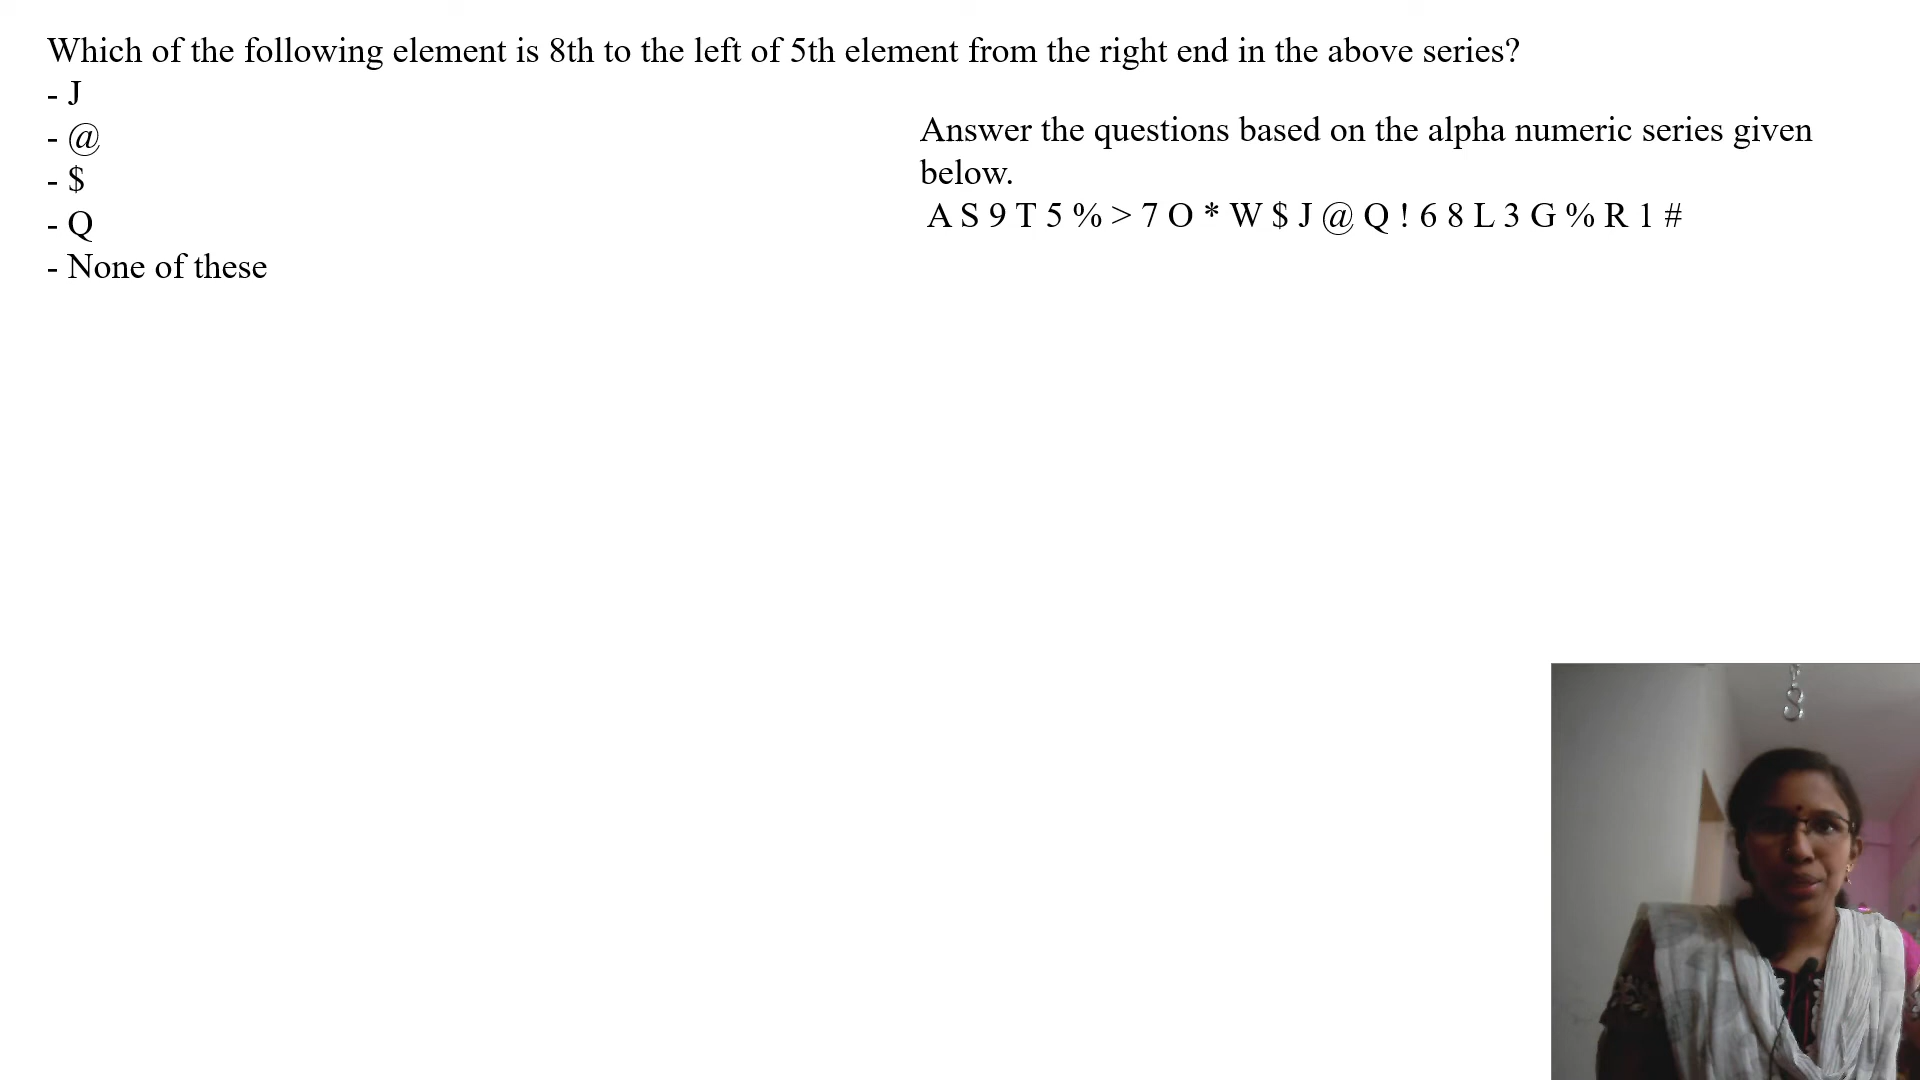 Which of the following element is 8th to the left of 5th element from the right end in the above series?
- J
- @
- $
- Q
- None of these
Answer the questions based on the alpha numeric series given
below.
A S 9 T 5 % > 7 O * W $ J @ Q ! 6 8 L 3 G % R 1 #